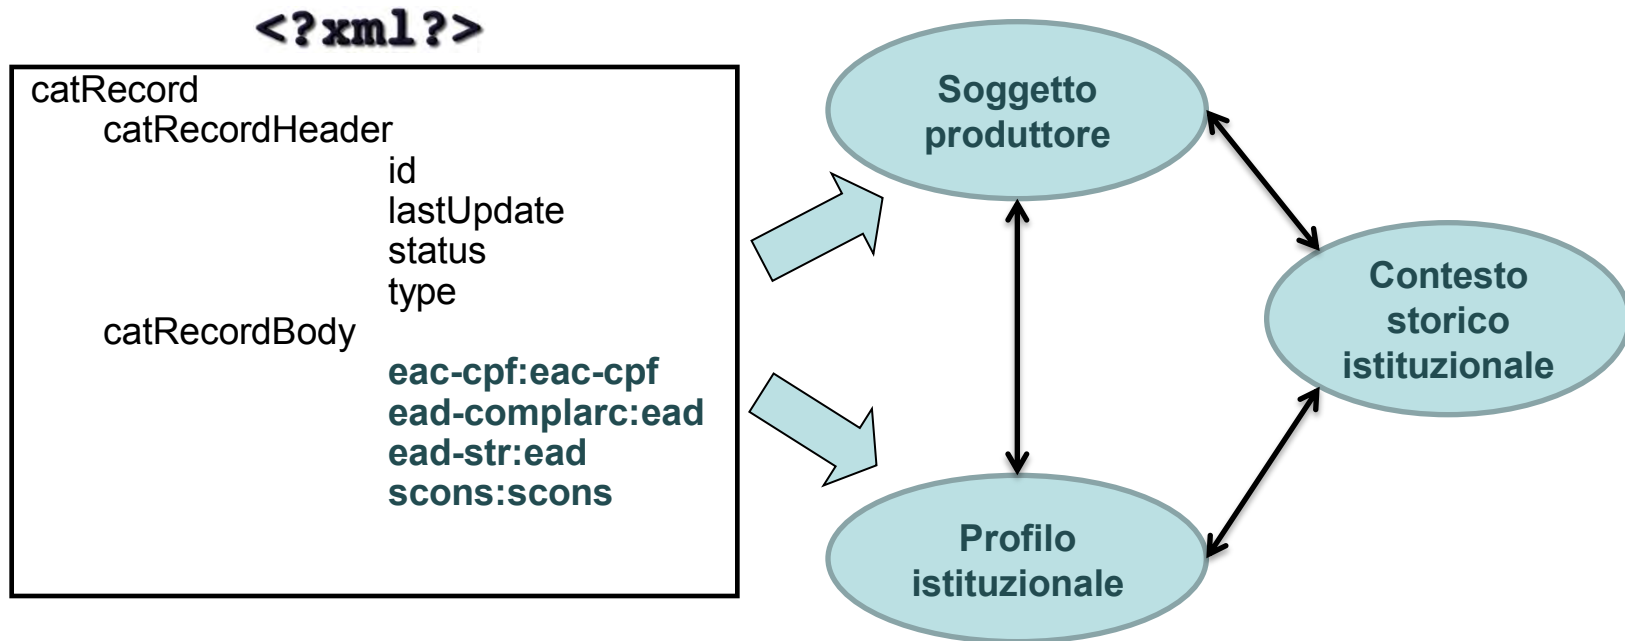 <?xml?>
catRecord
catRecordHeader
id
lastUpdate
status
type
catRecordBody
eac-cpf:eac-cpf
ead-complarc:ead
ead-str:ead
scons:scons
Soggetto
produttore
Contesto
storico
istituzionale
Profilo
istituzionale